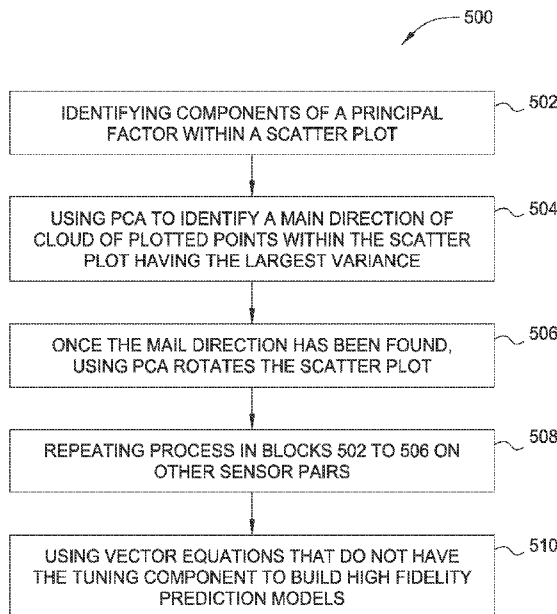 500
IDENTIFYING COMPONENTS OF A PRINCIPAL
FACTOR WITHIN A SCATTER PLOT
502
USING PCA TO IDENTIFY A MAIN DIRECTION OF
CLOUD OF PLOTTED POINTS WITHIN THE SCATTER
PLOT HAVING THE LARGEST VARIANCE
504
ONCE THE MAIL DIRECTION HAS BEEN FOUND,
USING PCA ROTATES THE SCATTER PLOT
506
REPEATING PROCESS IN BLOCKS 502 TO 506 ON
OTHER SENSOR PAIRS
508
USING VECTOR EQUATIONS THAT DO NOT HAVE
THE TUNING COMPONENT TO BUILD HIGH FIDELITY
PREDICTION MODELS
510